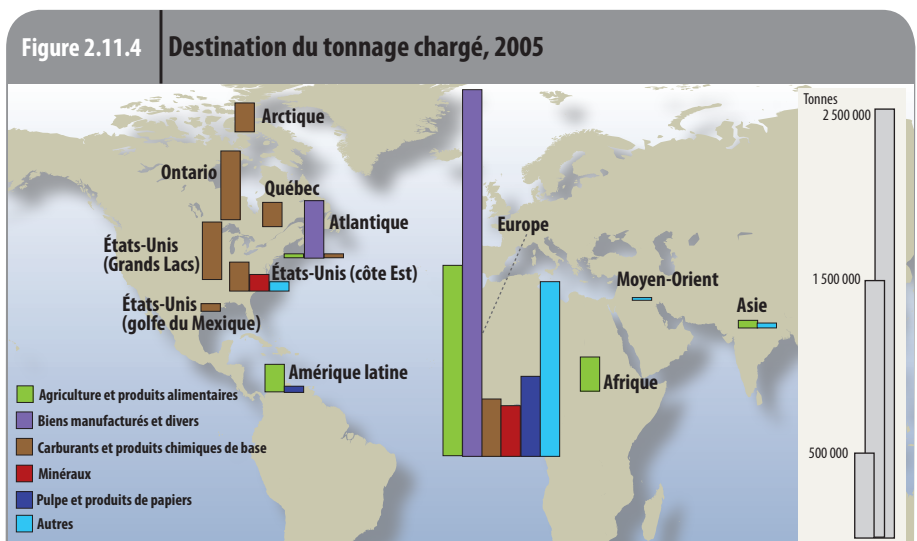 Figure 2.11.4
Destination du tonnage chargé, 2005
Tonnes
2 500 000
1 500 000
500 000
Arctique
Ontario
Québec
Atlantique
États-Unis
(Grands Lacs)
États-Unis (côte Est)
États-Unis
(golfe du Mexique)
Amérique latine
Europe
Moyen-Orient
Asie
Afrique
Agriculture et produits alimentaires
Biens manufacturés et divers
Carburants et produits chimiques de base
Minéraux
Pulpe et produits de papiers
Autres